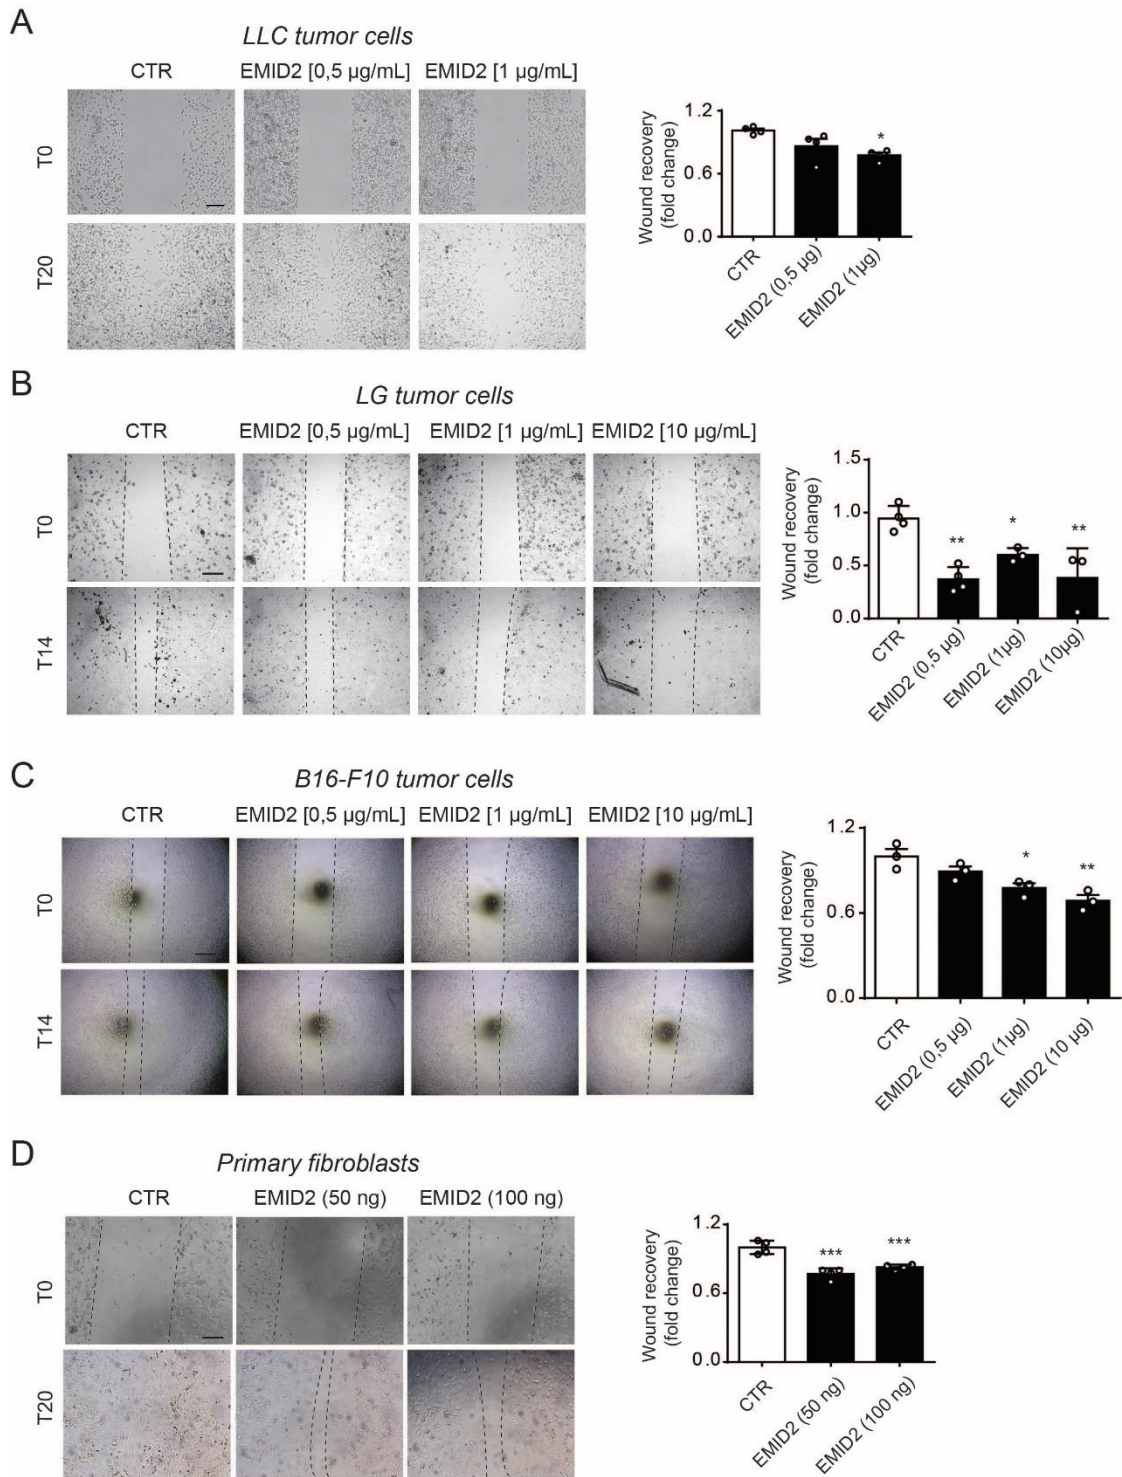 A
LLC tumor cells
CTR
EMID2 [0,5 µg/mL]
EMID2 [1 µg/mL]
T0
T20
Wound recovery
(fold change)
1.2
0.6
0.0
*
CTR
EMID2 (0,5 µg)
EMID2 (1µg)
B
LG tumor cells
CTR
EMID2 [0,5 µg/mL]
EMID2 [1 µg/mL]
EMID2 [10 µg/mL]
T0
T14
Wound recovery
(fold change)
1.5
1.0
0.5
0.0
**
*
**
CTR
EMID2 (0,5 µg)
EMID2 (1µg)
EMID2 (10µg)
C
B16-F10 tumor cells
CTR
EMID2 [0,5 µg/mL]
EMID2 [1 µg/mL]
EMID2 [10 µg/mL]
T0
T14
Wound recovery
(fold change)
1.2
0.6
0.0
*
**
CTR
EMID2 (0,5 µg)
EMID2 (1µg)
EMID2 (10 µg)
D
Primary fibroblasts
CTR
EMID2 (50 ng)
EMID2 (100 ng)
T0
T20
Wound recovery
(fold change)
1.2
0.6
0.0
***
***
CTR
EMID2 (50 ng)
EMID2 (100 ng)